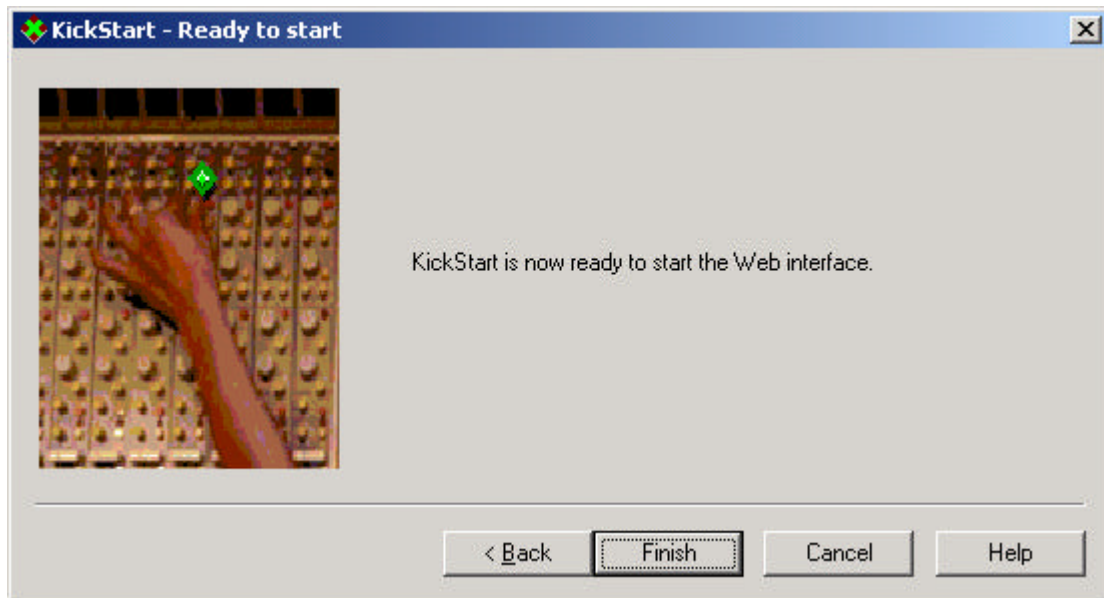 KickStart - Ready to start
KickStart is now ready to start the Web interface.
< Back
Finish
Cancel
Help